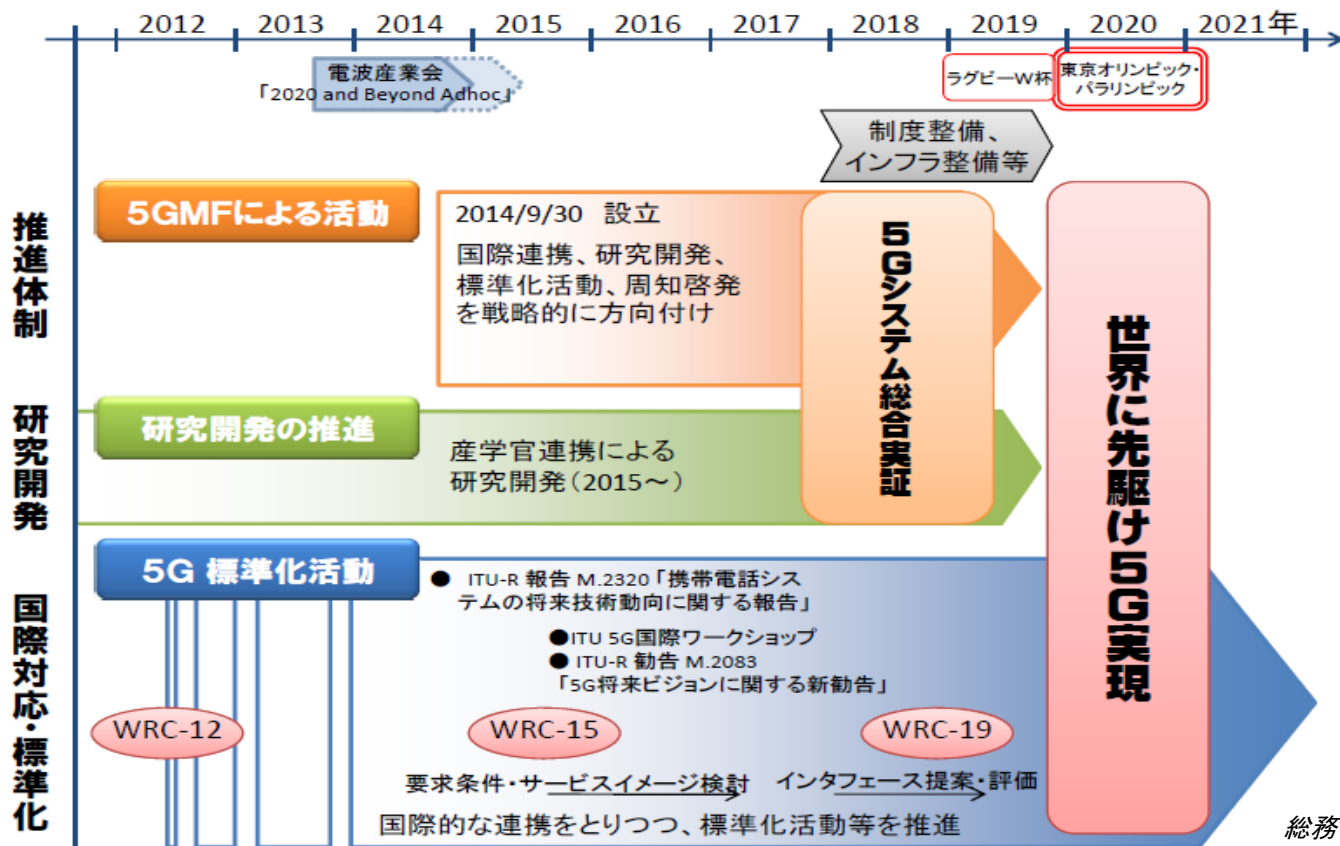 2012 2013 2014 2015 2016 2017 2018 2019 2020 2021年
電波産業会
「2020 and Beyond Adhoc」
ラグビーW杯
東京オリンピック・
パラリンピック
制度整備、
インフラ整備等
推進体制
5GMFによる活動
2014/9/30 設立
国際連携、研究開発、
標準化活動、周知啓発
を戦略的に方向付け
5Gシステム総合実証
世界に先駆け5G実現
研究開発
研究開発の推進
産学官連携による
研究開発(2015~)
国際対応・標準化
5G 標準化活動
● ITU-R 報告 M.2320「携帯電話シス
テムの将来技術動向に関する報告」
●ITU 5G国際ワークショップ
● ITU-R 勧告 M.2083
「5G将来ビジョンに関する新勧告」
WRC-12
WRC-15
WRC-19
要求条件・サービスイメージ検討
インタフェース提案・評価
国際的な連携をとりつつ、標準化活動等を推進
総務